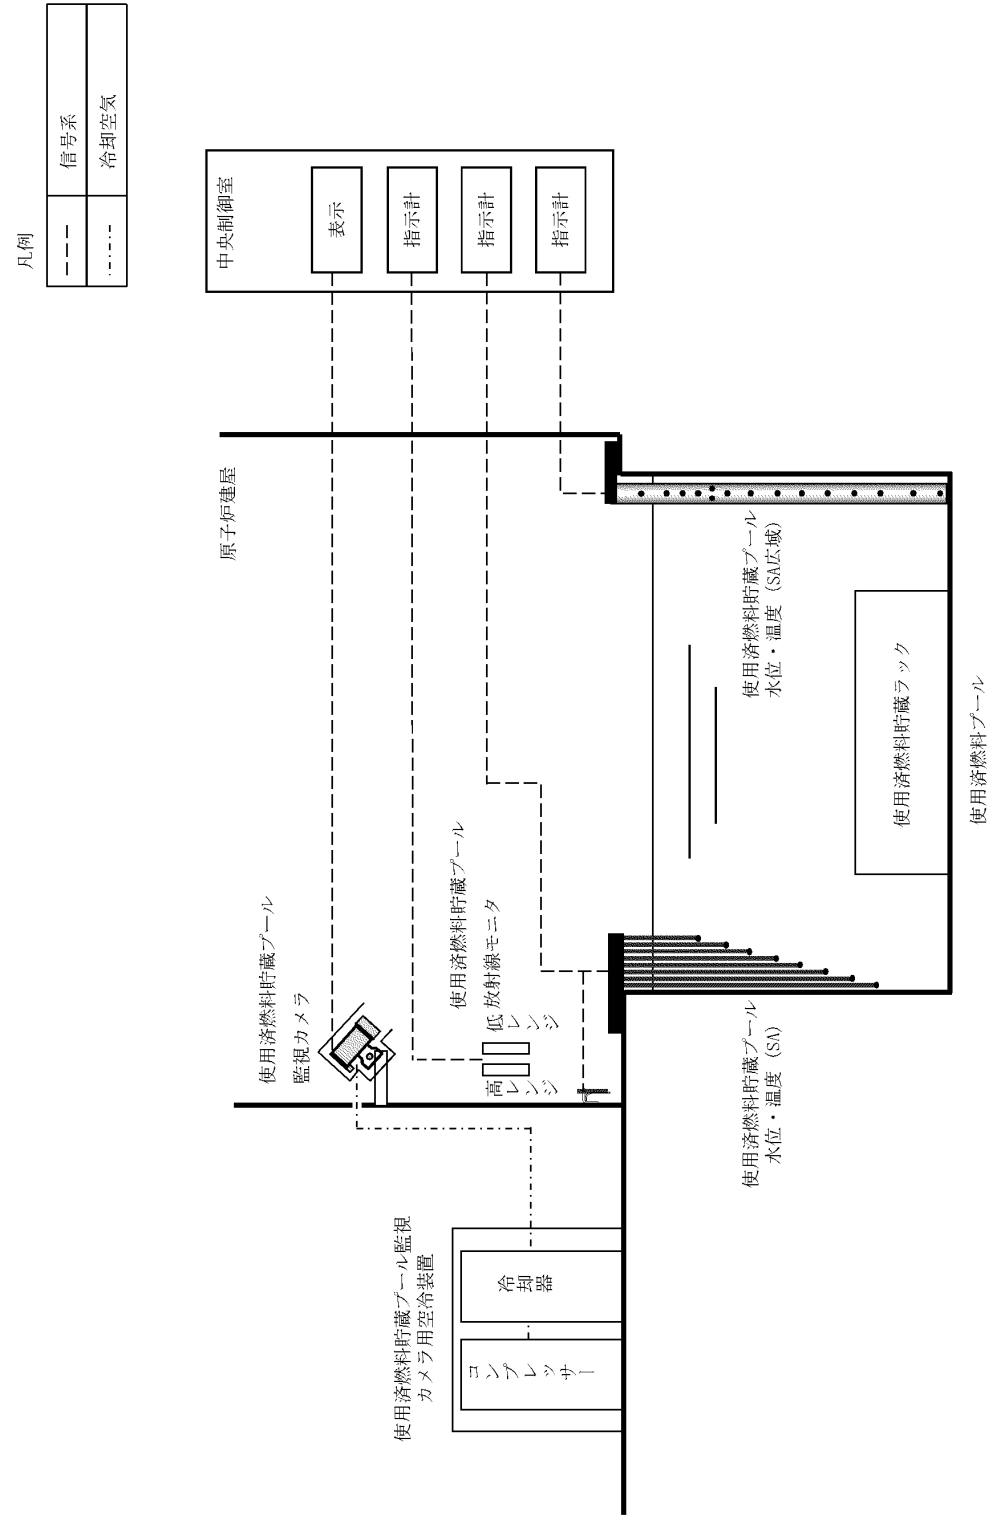 使用済燃料貯蔵プール監視
カメラ用空冷装置
コンプレッサー
冷却器
使用済燃料貯蔵プール
監視カメラ
使用済燃料貯蔵プール
放射線モニタ
高レンジ
低レンジ
原子炉建屋
中央制御室
表示
指示計
指示計
指示計
凡例
信号系
冷却空気
使用済燃料貯蔵プール
水位・温度 (SA)
使用済燃料貯蔵プール
水位・温度 (SA広域)
使用済燃料貯蔵ラック
使用済燃料プール